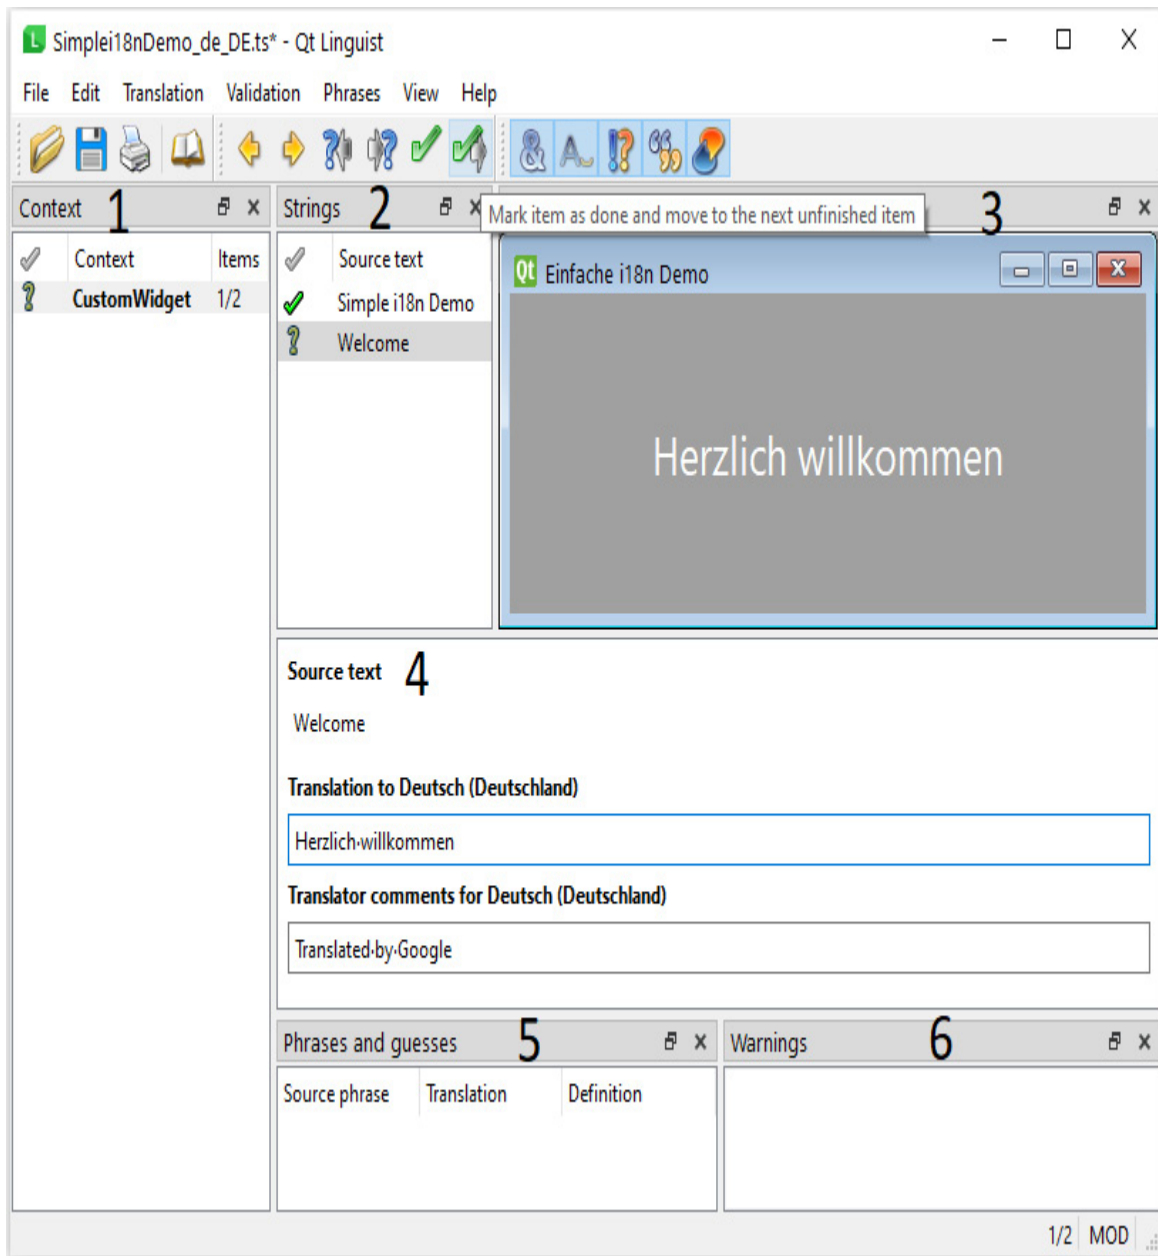 Simplei18nDemo_de_DE.ts* - Qt Linguist
File Edit Translation Validation Phrases View Help
Context 1
Strings 2
Mark item as done and move to the next unfinished item
3
Context Items
CustomWidget 1/2
Source text
Simple i18n Demo
Welcome
Qt Einfache i18n Demo
Herzlich willkommen
Source text 4
Welcome
Translation to Deutsch (Deutschland)
Herzlich·willkommen
Translator comments for Deutsch (Deutschland)
Translated·by·Google
Phrases and guesses 5
Source phrase Translation Definition
Warnings 6
1/2 MOD